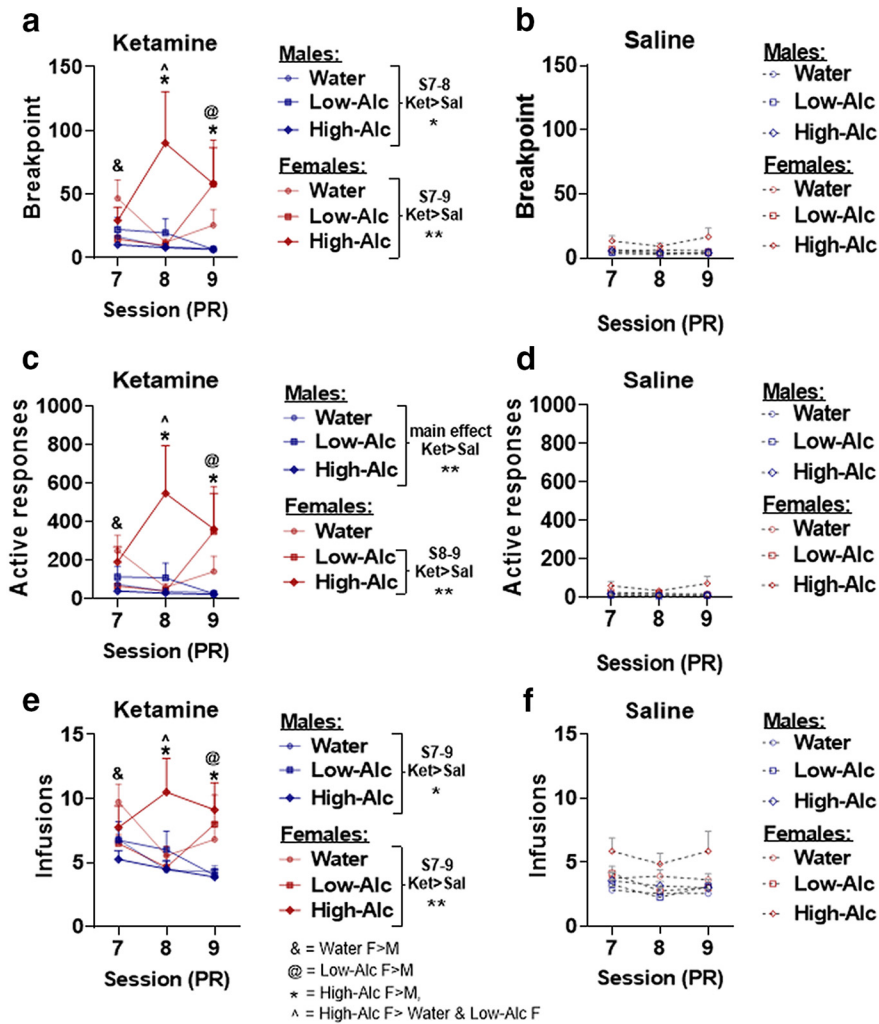 a
Ketamine
Breakpoint
150
100
50
0
^
*
@
*
&
7 8 9
Session (PR)
Males:
Water
Low-Alc
High-Alc
S7-8
Ket>Sal
*
Females:
Water
Low-Alc
High-Alc
S7-9
Ket>Sal
**
b
Saline
Breakpoint
150
100
50
0
7 8 9
Session (PR)
Males:
Water
Low-Alc
High-Alc
Females:
Water
Low-Alc
High-Alc
c
Ketamine
Active responses
1000
800
600
400
200
0
^
*
@
*
&
7 8 9
Session (PR)
Males:
Water
Low-Alc
High-Alc
main effect
Ket>Sal
**
Females:
Water
Low-Alc
High-Alc
S8-9
Ket>Sal
**
d
Saline
Active responses
1000
800
600
400
200
0
7 8 9
Session (PR)
Males:
Water
Low-Alc
High-Alc
Females:
Water
Low-Alc
High-Alc
e
Ketamine
Infusions
15
10
5
0
^
*
@
*
&
7 8 9
Session (PR)
Males:
Water
Low-Alc
High-Alc
S7-9
Ket>Sal
*
Females:
Water
Low-Alc
High-Alc
S7-9
Ket>Sal
**
& = Water F>M
@ = Low-Alc F>M
* = High-Alc F>M,
^ = High-Alc F> Water & Low-Alc F
f
Saline
Infusions
15
10
5
0
7 8 9
Session (PR)
Males:
Water
Low-Alc
High-Alc
Females:
Water
Low-Alc
High-Alc